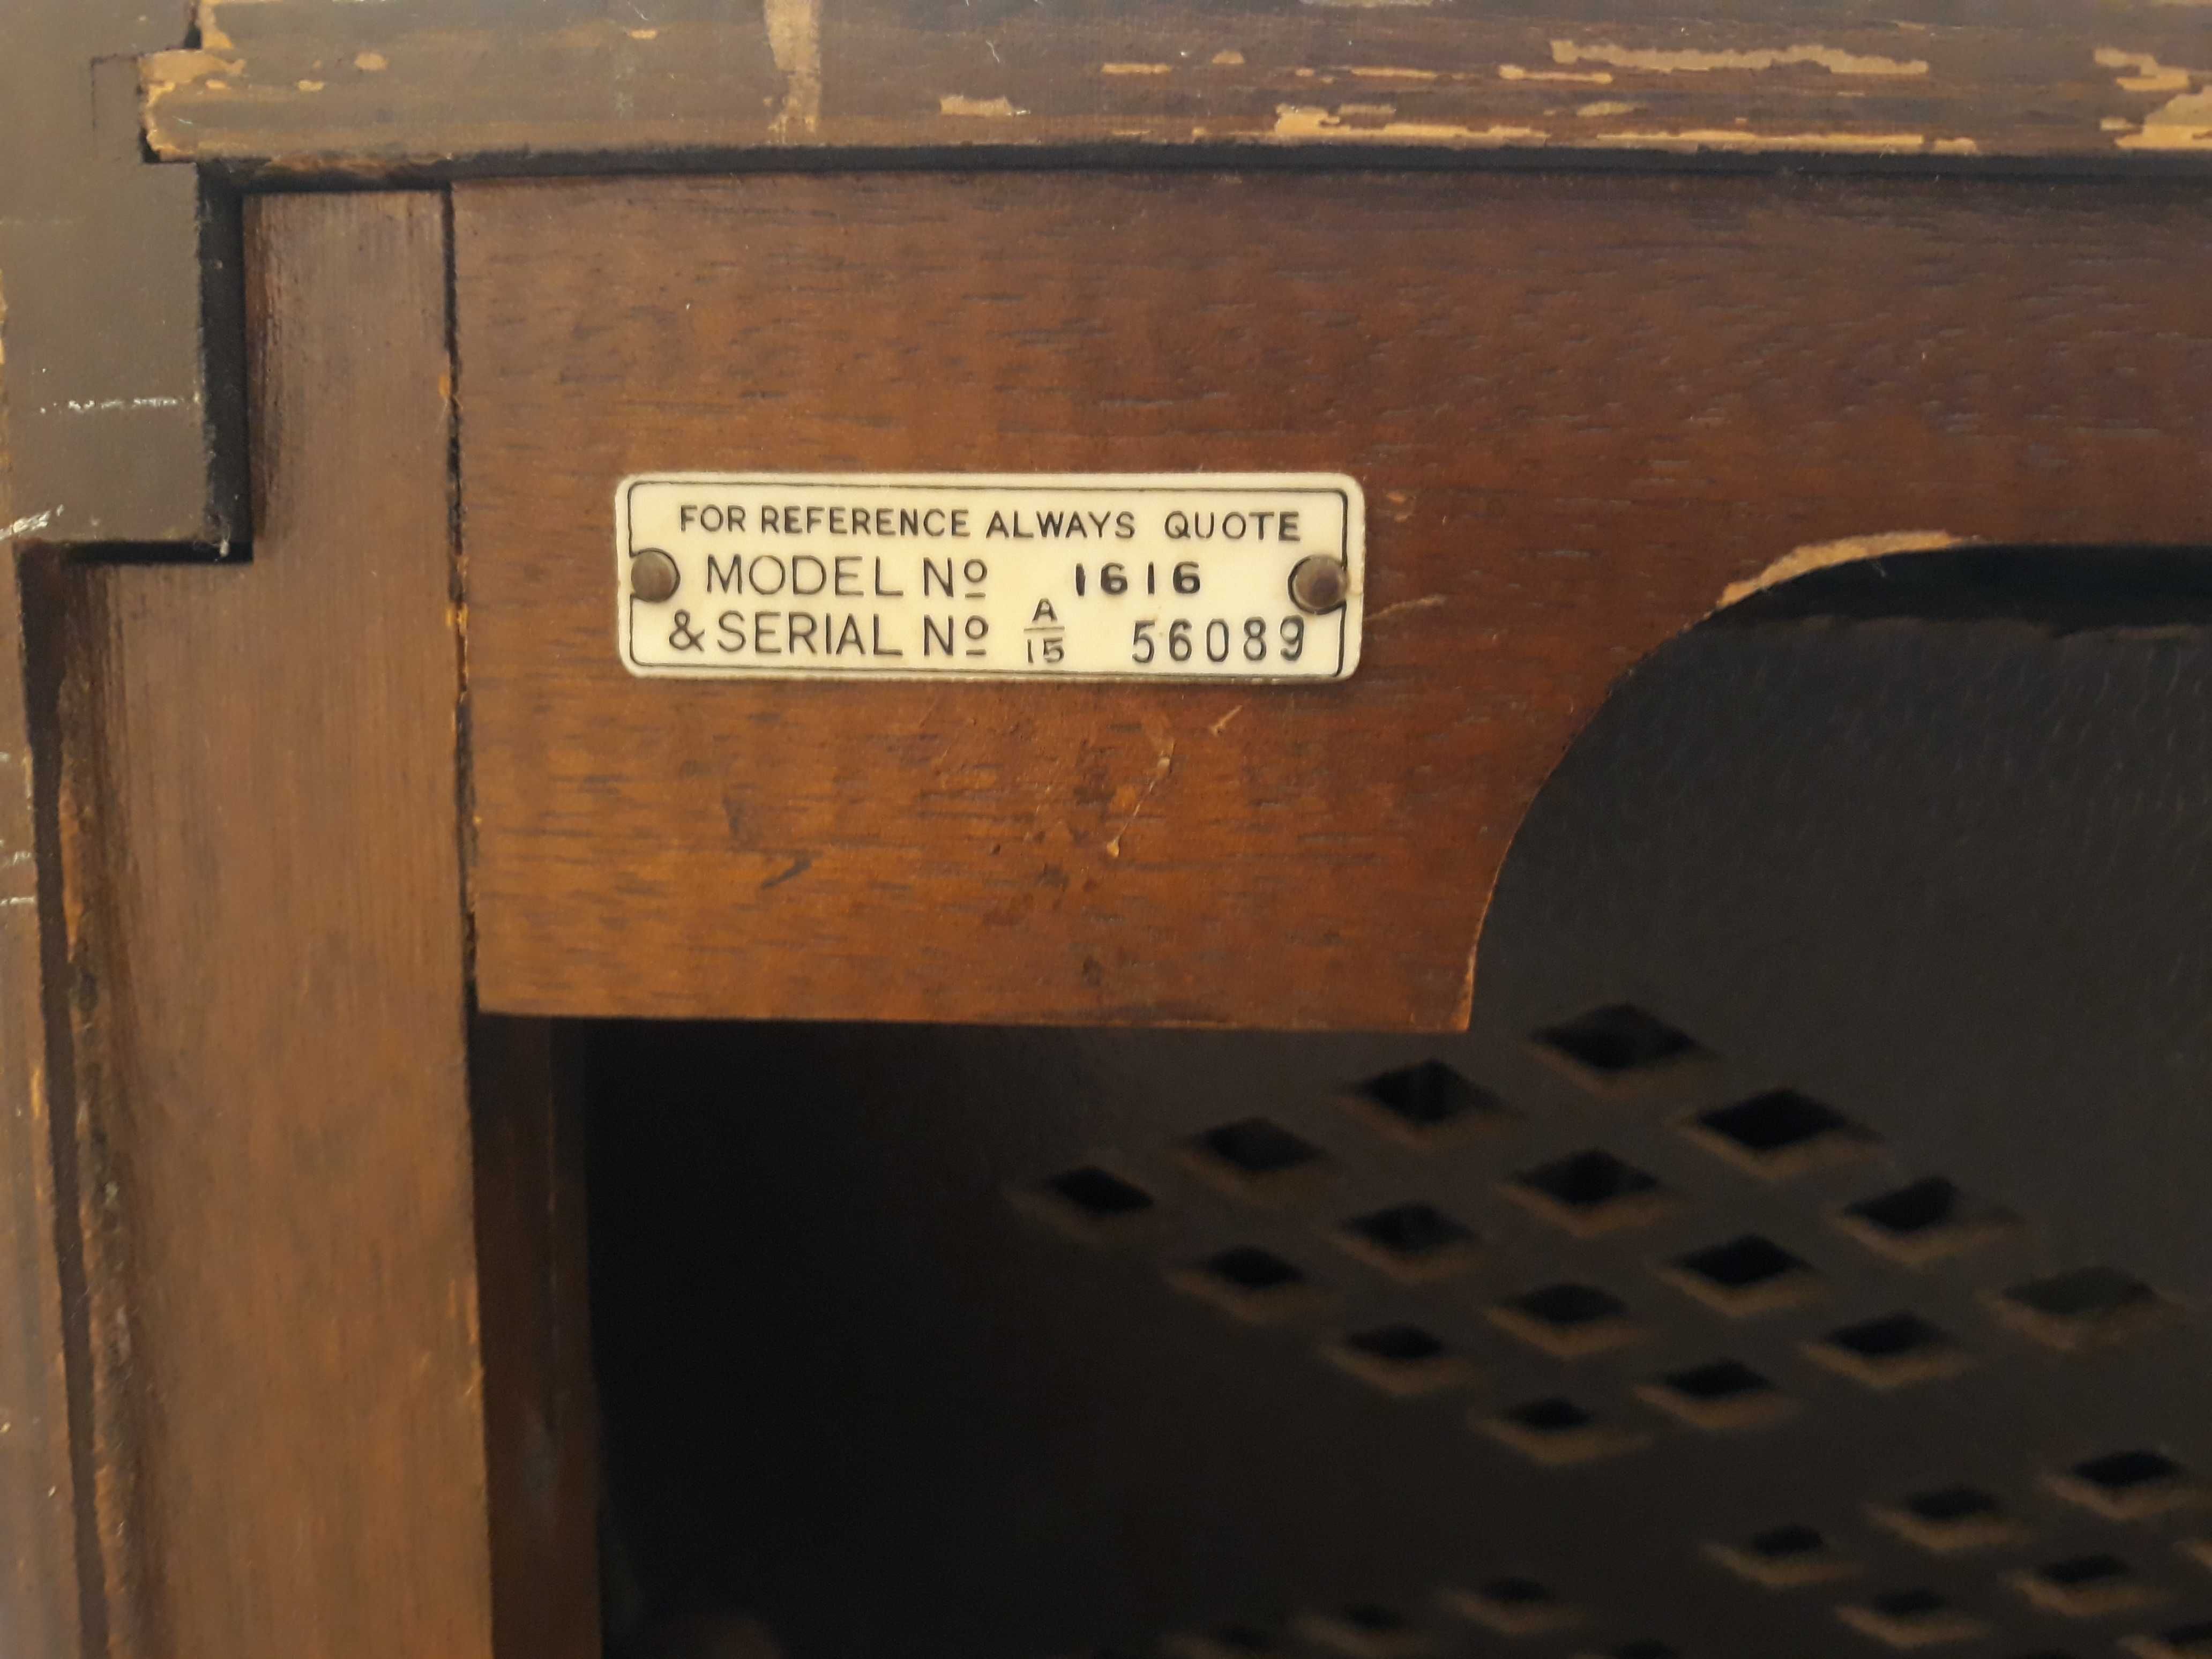 FOR REFERENCE ALWAYS QUOTE
MODEL Nº 1616
& SERIAL Nº A/15 56089